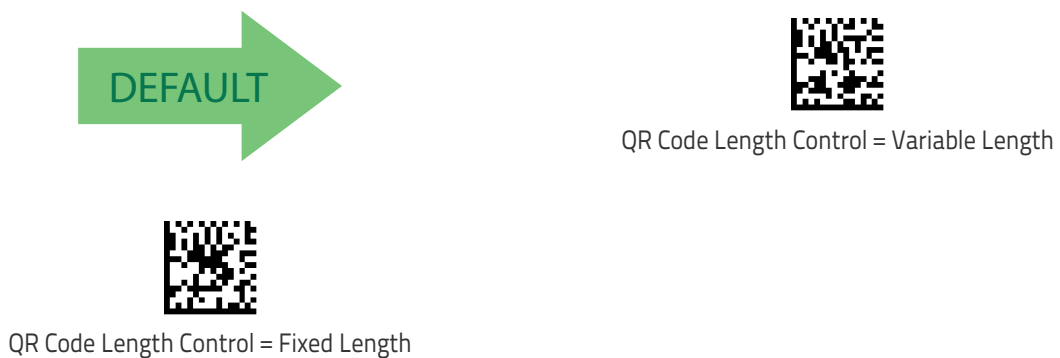 DEFAULT
QR Code Length Control = Variable Length
QR Code Length Control = Fixed Length